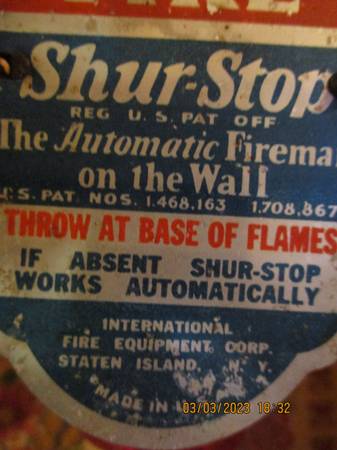 FIRE
Shur-Stop
REG U.S. PAT OFF
The Automatic Firema
on the Wall
U.S. PAT NOS. 1.468.163 1.708.867
THROW AT BASE OF FLAMES
IF ABSENT SHUR-STOP
WORKS AUTOMATICALLY
INTERNATIONAL
FIRE EQUIPMENT CORP.
STATEN ISLAND, N.Y.
MADE IN
03/03/2023 18:32